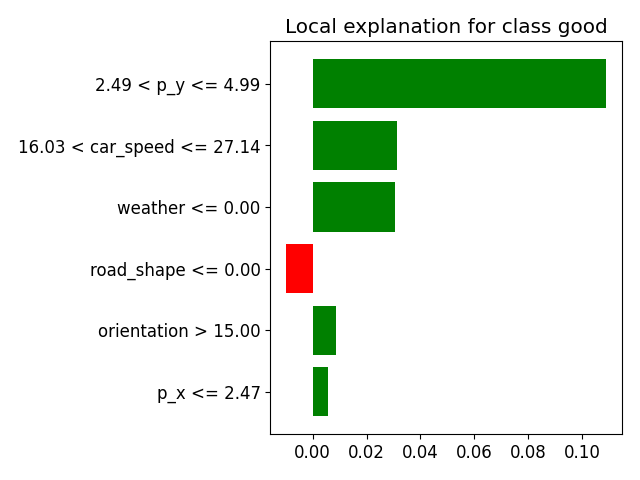 Local explanation for class good
2.49 < p_y <= 4.99
16.03 < car_speed <= 27.14
weather <= 0.00
road_shape <= 0.00
orientation > 15.00
p_x <= 2.47
0.00 0.02 0.04 0.06 0.08 0.10